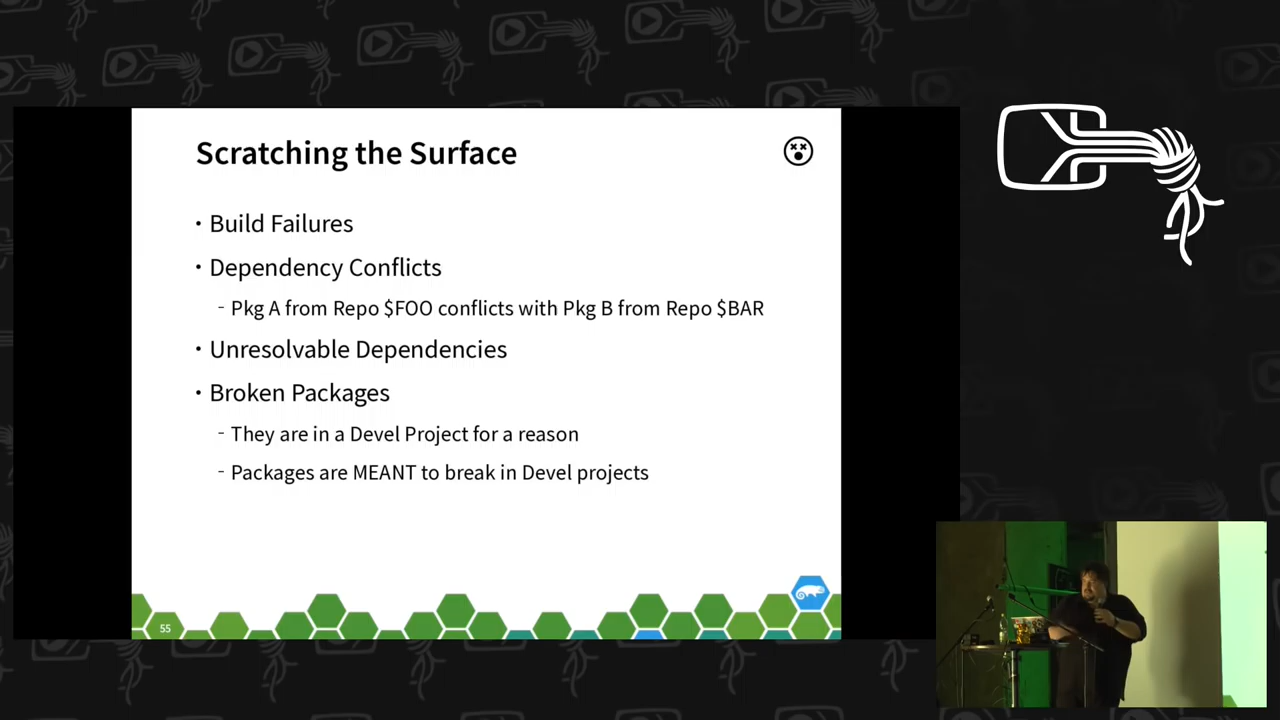 Scratching the Surface
• Build Failures
• Dependency Conflicts
- Pkg A from Repo $FOO conflicts with Pkg B from Repo $BAR
• Unresolvable Dependencies
• Broken Packages
- They are in a Devel Project for a reason
- Packages are MEANT to break in Devel projects
55